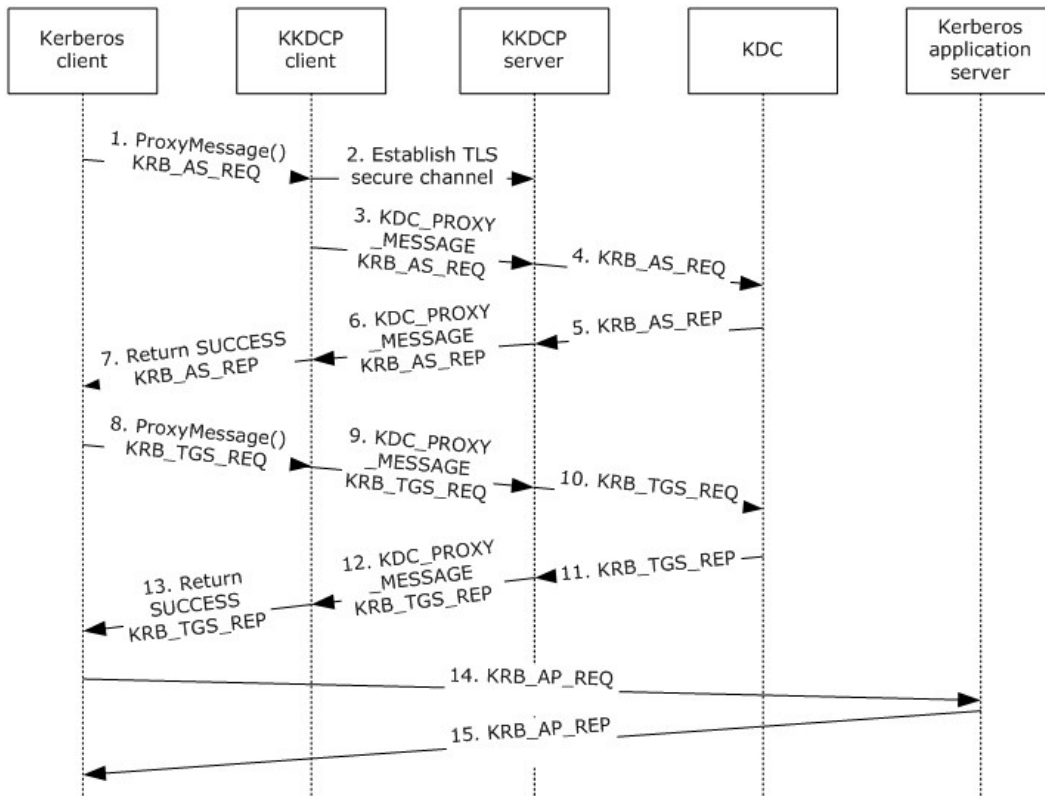 Kerberos
client
KKDCP
client
KKDCP
server
KDC
Kerberos
application
server
1. ProxyMessage()
KRB_AS_REQ
2. Establish TLS
secure channel
3. KDC_PROXY
_MESSAGE
KRB_AS_REQ
4. KRB_AS_REQ
5. KRB_AS_REP
6. KDC_PROXY
_MESSAGE
KRB_AS_REP
7. Return SUCCESS
KRB_AS_REP
8. ProxyMessage()
KRB_TGS_REQ
9. KDC_PROXY
_MESSAGE
KRB_TGS_REQ
10. KRB_TGS_REQ
11. KRB_TGS_REP
12. KDC_PROXY
_MESSAGE
KRB_TGS_REP
13. Return
SUCCESS
KRB_TGS_REP
14. KRB_AP_REQ
15. KRB_AP_REP